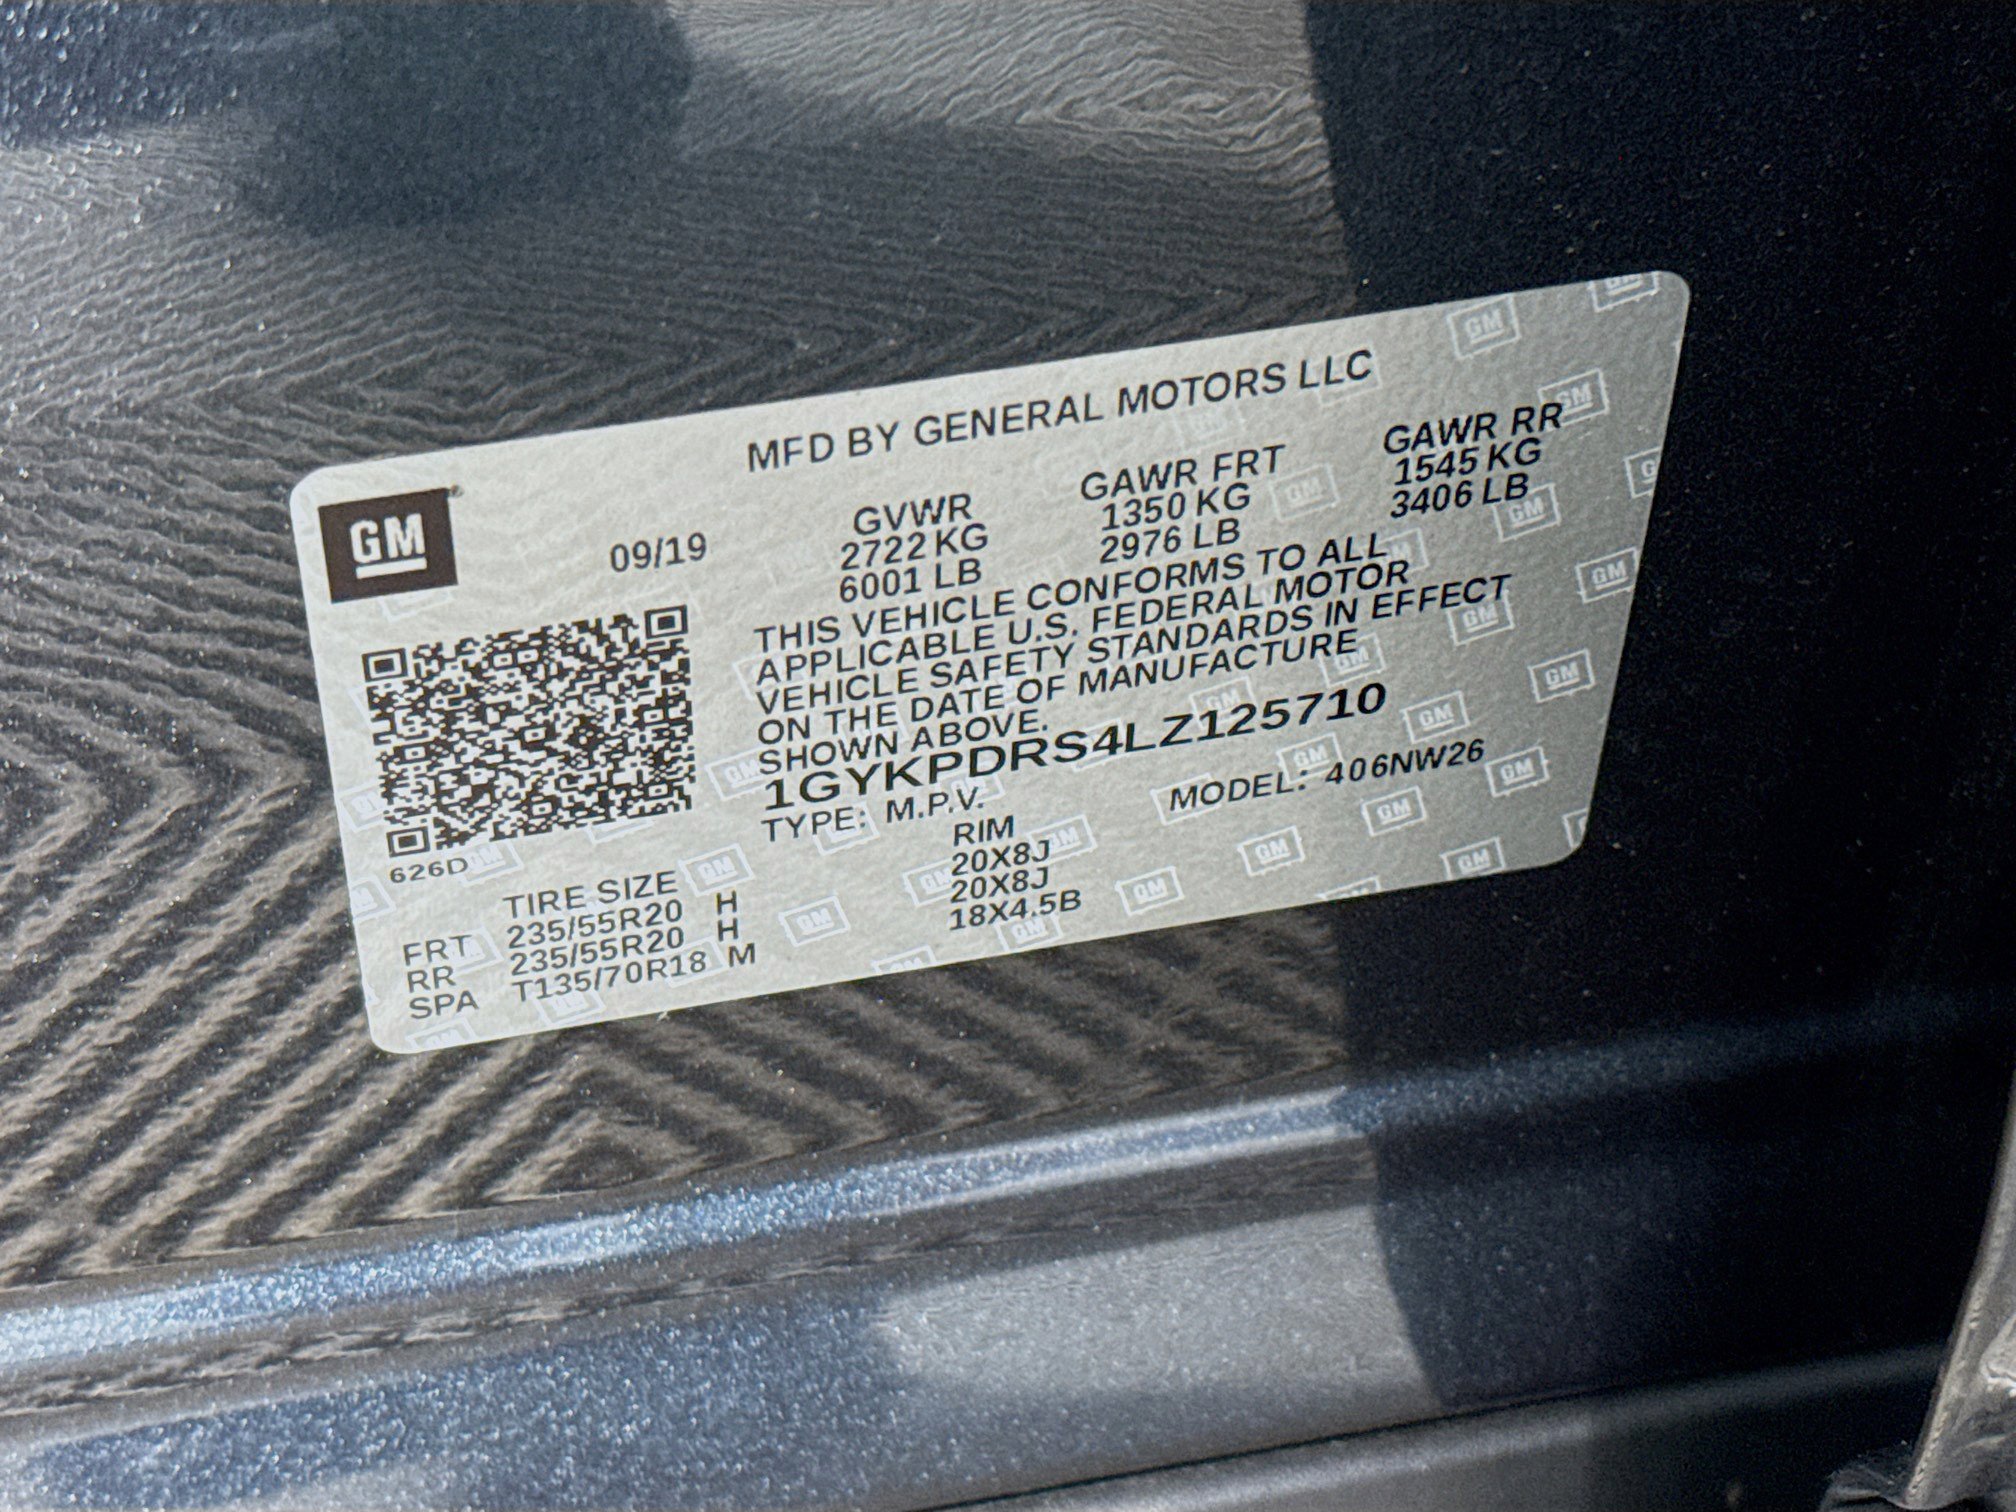 MFD BY GENERAL MOTORS LLC
GM
09/19
GVWR GAWR FRT GAWR RR
2722 KG 1350 KG 1545 KG
6001 LB 2976 LB 3406 LB
THIS VEHICLE CONFORMS TO ALL
APPLICABLE U.S. FEDERAL MOTOR
VEHICLE SAFETY STANDARDS IN EFFECT
ON THE DATE OF MANUFACTURE
SHOWN ABOVE.
1GYKPDRS4LZ125710
TYPE: M.P.V. MODEL: 406NW26
626D
TIRE SIZE RIM
FRT 235/55R20 H 20X8J
RR 235/55R20 H 20X8J
SPA T135/70R18 M 18X4.5B